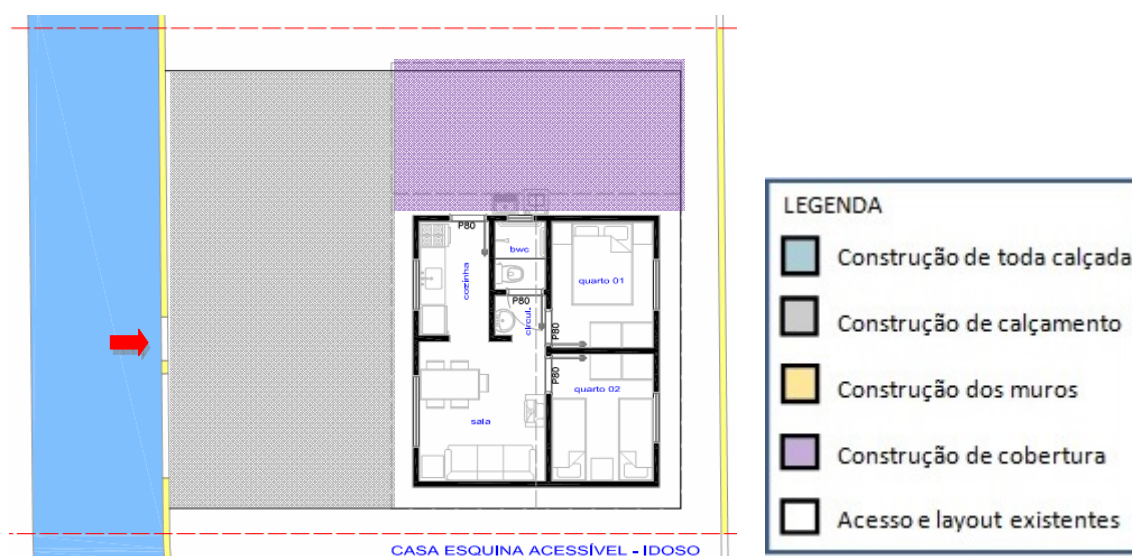 P80
bwc
cozinha
quarto 01
P80
circul.
P80
P80
quarto 02
sala
CASA ESQUINA ACESSÍVEL - IDOSO
LEGENDA
Construção de toda calçada
Construção de calçamento
Construção dos muros
Construção de cobertura
Acesso e layout existentes